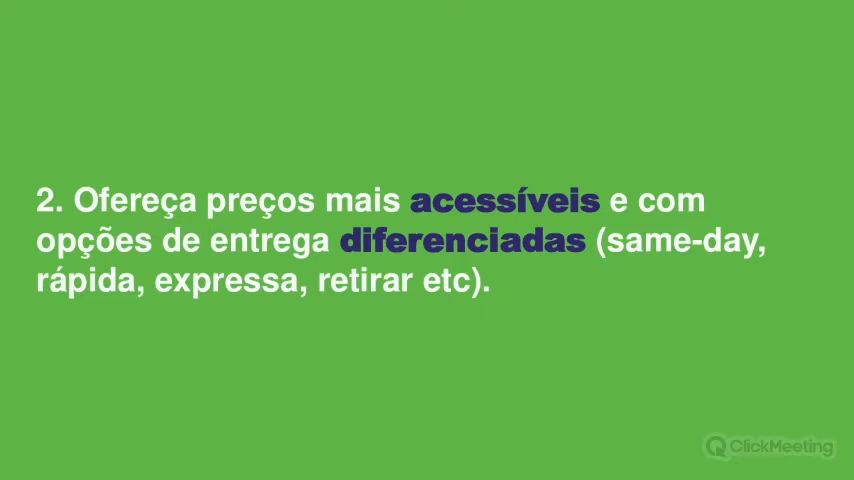 2. Ofereça preços mais acessíveis e com
opções de entrega diferenciadas (same-day,
rápida, expressa, retirar etc).
ClickMeeting